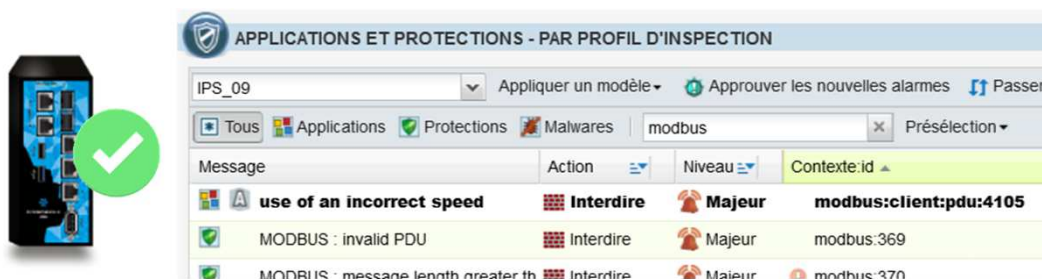 APPLICATIONS ET PROTECTIONS - PAR PROFIL D'INSPECTION
IPS_09 Appliquer un modèle Approuver les nouvelles alarmes Passer
Tous Applications Protections Malwares modbus Présélection
Message Action Niveau Contexte:id
use of an incorrect speed Interdire Majeur modbus:client:pdu:4105
MODBUS : invalid PDU Interdire Majeur modbus:369
MODBUS : message length greater th Interdire Majeur modbus:370